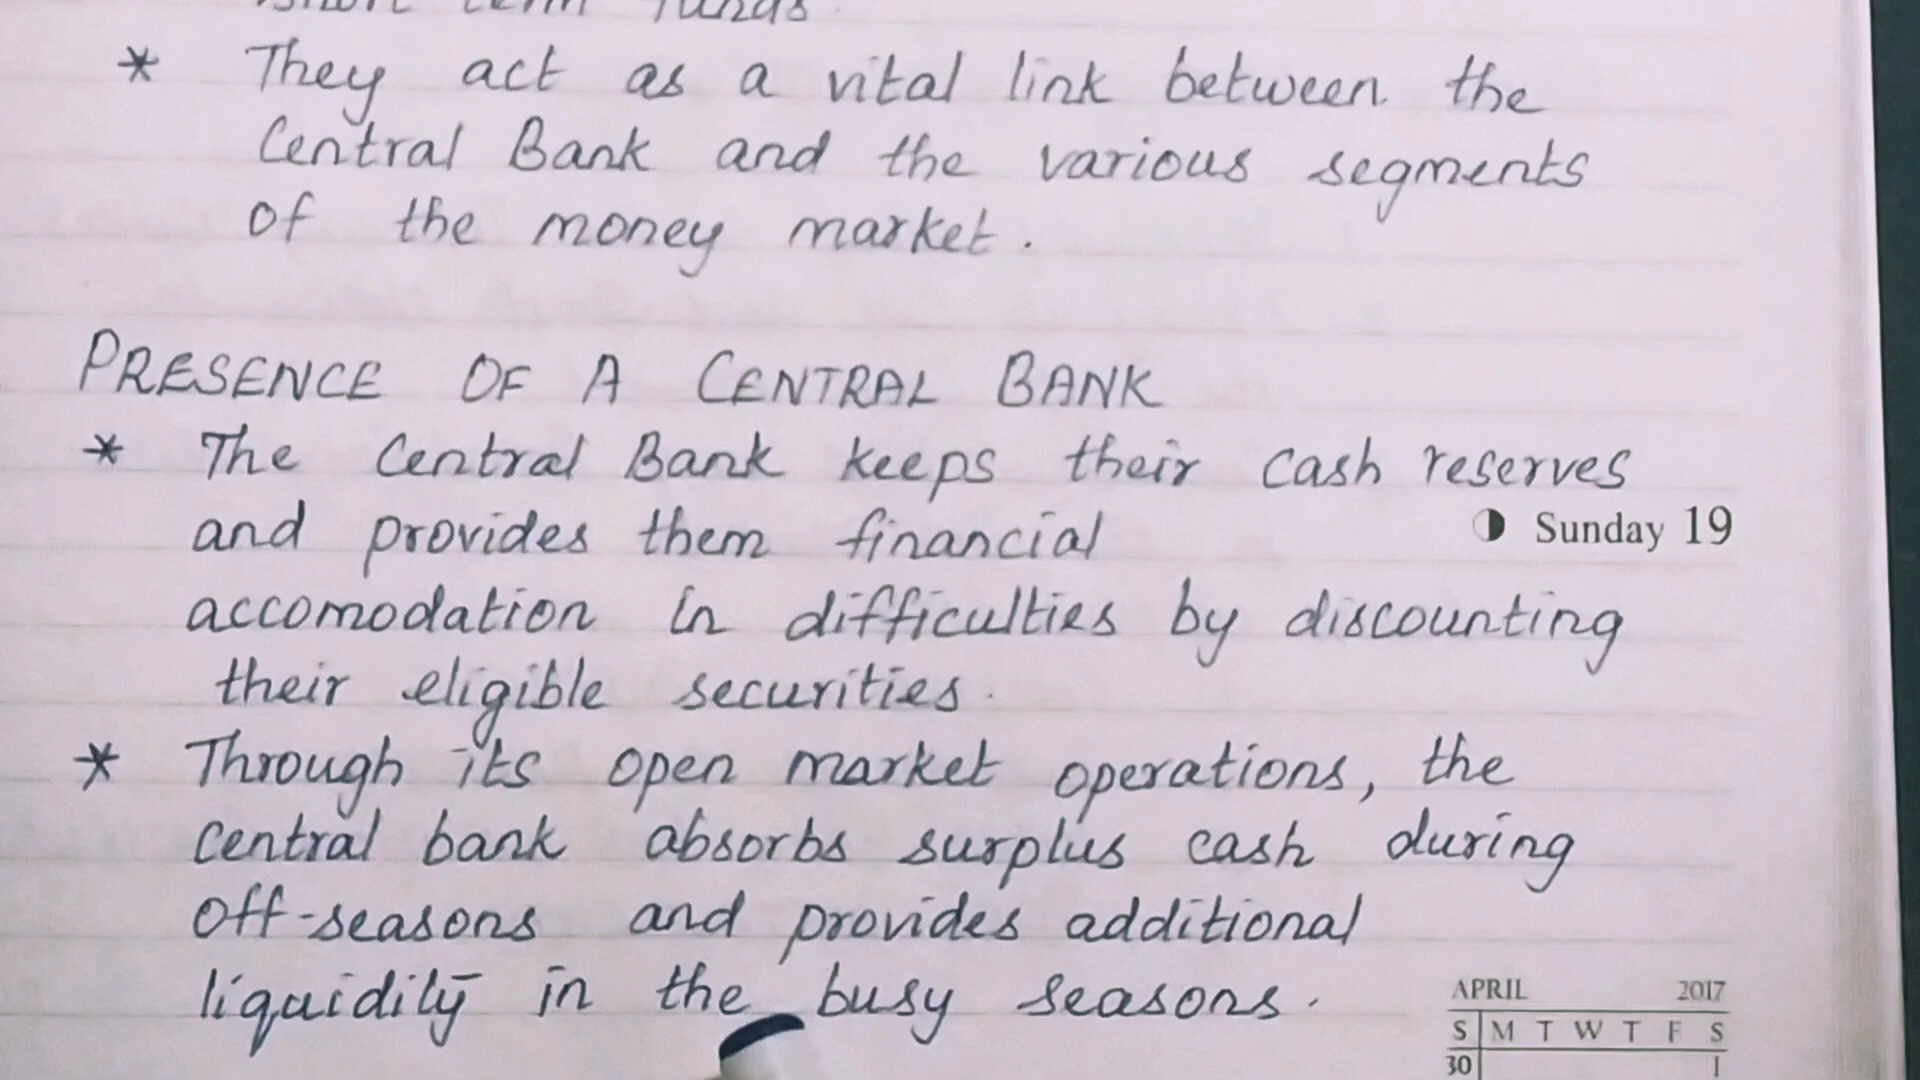 short term funds.
* They act as a vital link between the
Central Bank and the various segments
of the money market.
PRESENCE OF A CENTRAL BANK
* The Central Bank keeps their cash reserves
and provides them financial
Sunday 19
accomodation in difficulties by discounting
their eligible securities.
* Through its open market operations, the
central bank absorbs surplus cash during
off-seasons and provides additional
liquidity in the busy seasons.
APRIL 2017
S M T W T F S
30 1